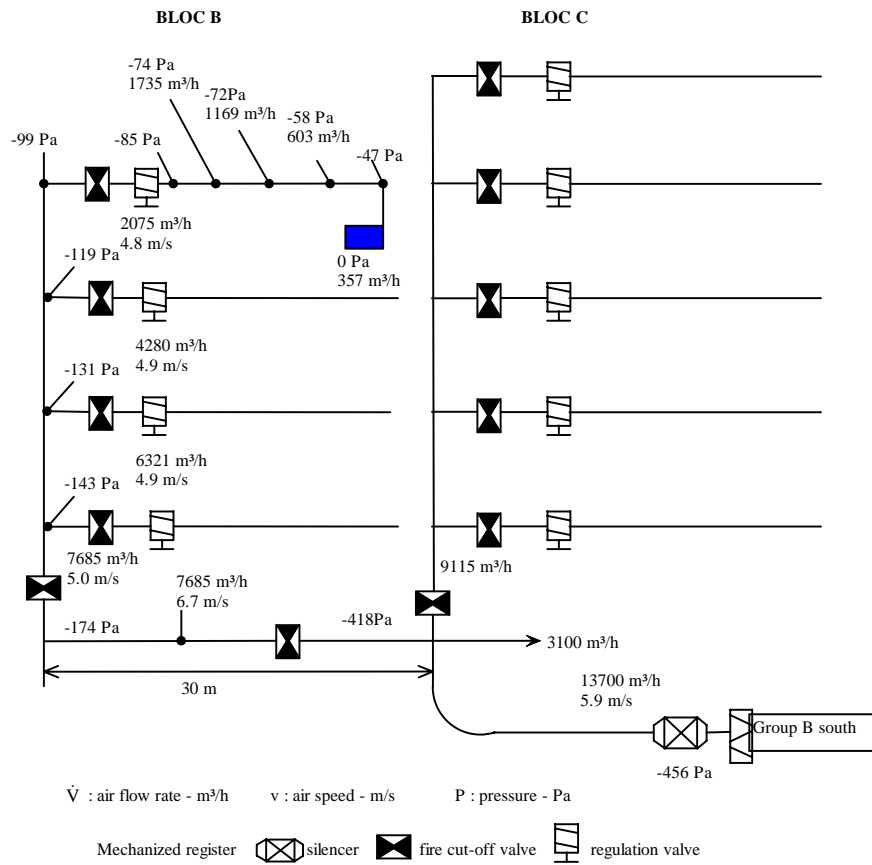 BLOC B
BLOC C
-74 Pa
1735 m³/h
-72Pa
1169 m³/h
-58 Pa
603 m³/h
-99 Pa
-85 Pa
-47 Pa
2075 m³/h
4.8 m/s
0 Pa
357 m³/h
-119 Pa
4280 m³/h
4.9 m/s
-131 Pa
6321 m³/h
4.9 m/s
-143 Pa
7685 m³/h
5.0 m/s
7685 m³/h
6.7 m/s
9115 m³/h
-174 Pa
-418Pa
3100 m³/h
30 m
13700 m³/h
5.9 m/s
Group B south
-456 Pa
V̇ : air flow rate - m³/h v : air speed - m/s P : pressure - Pa
Mechanized register silencer fire cut-off valve regulation valve